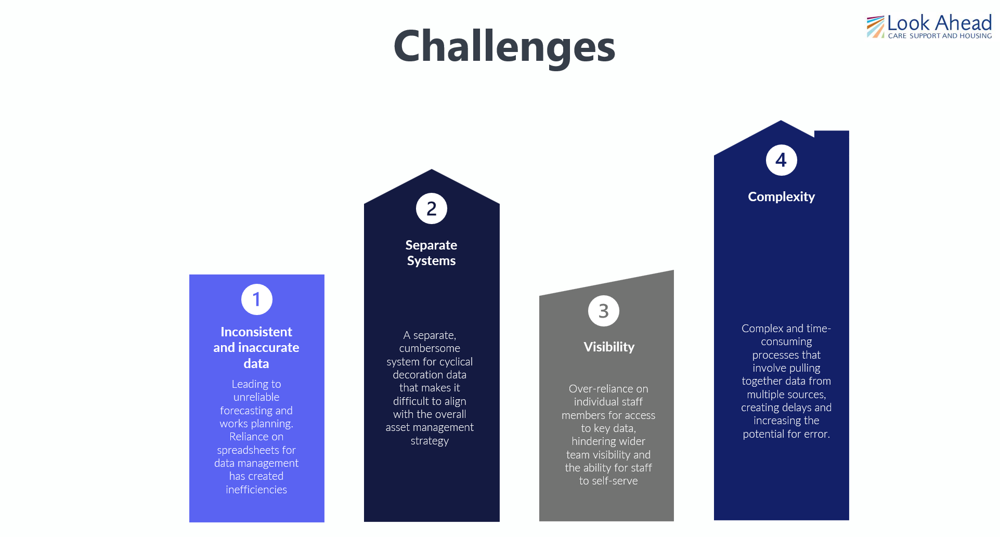 Challenges
Look Ahead
CARE SUPPORT AND HOUSING
1
Inconsistent
and inaccurate
data
Leading to
unreliable
forecasting and
works planning.
Reliance on
spreadsheets for
data management
has created
inefficiencies
2
Separate
Systems
A separate,
cumbersome
system for cyclical
decoration data
that makes it
difficult to align
with the overall
asset management
strategy
3
Visibility
Over-reliance on
individual staff
members for access
to key data,
hindering wider
team visibility and
the ability for staff
to self-serve
4
Complexity
Complex and time-
consuming
processes that
involve pulling
together data from
multiple sources,
creating delays and
increasing the
potential for error.